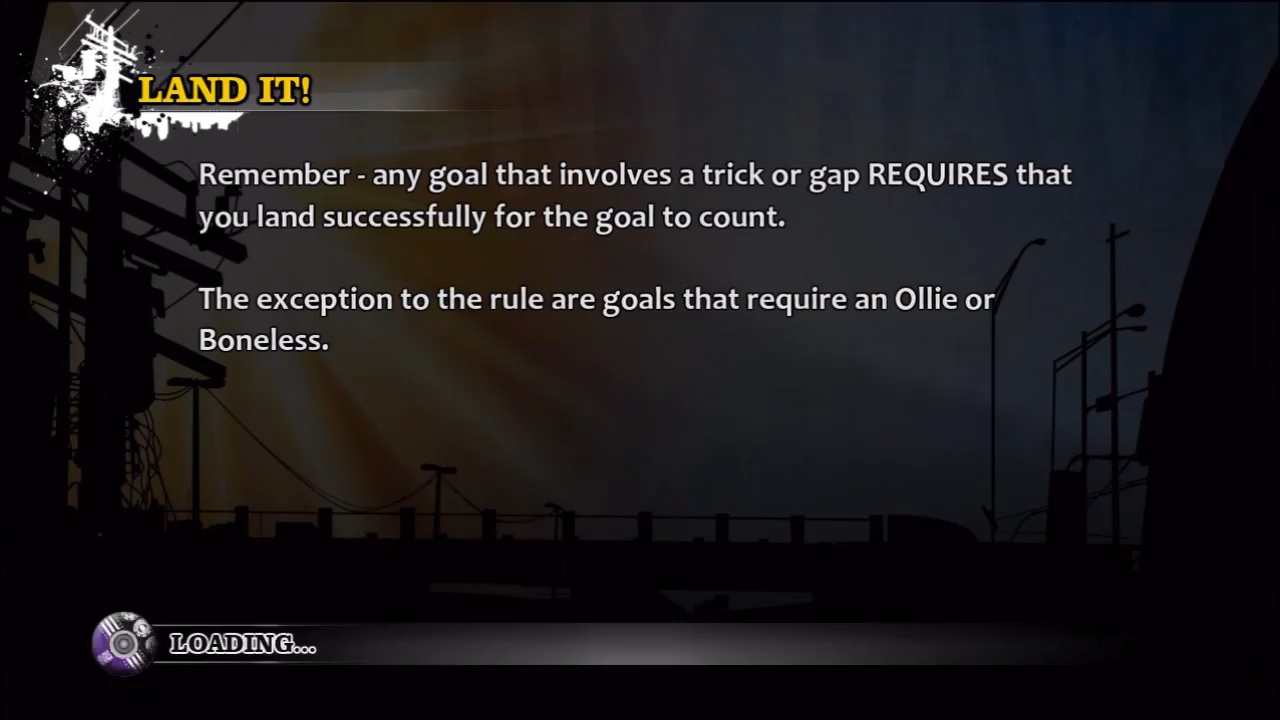 LAND IT!
Remember - any goal that involves a trick or gap REQUIRES that
you land successfully for the goal to count.
The exception to the rule are goals that require an Ollie or
Boneless.
LOADING...